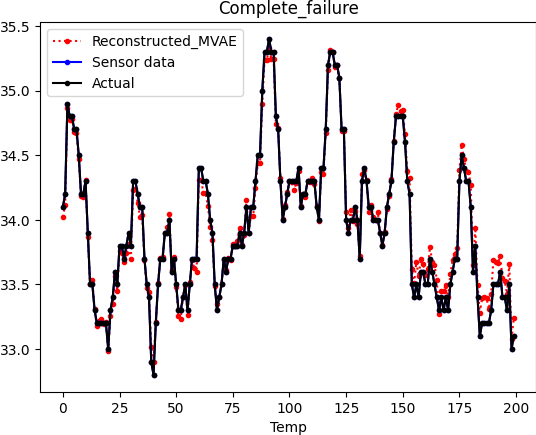 Complete_failure
Reconstructed_MVAE
Sensor data
Actual
35.5
35.0
34.5
34.0
33.5
33.0
0 25 50 75 100 125 150 175 200
Temp